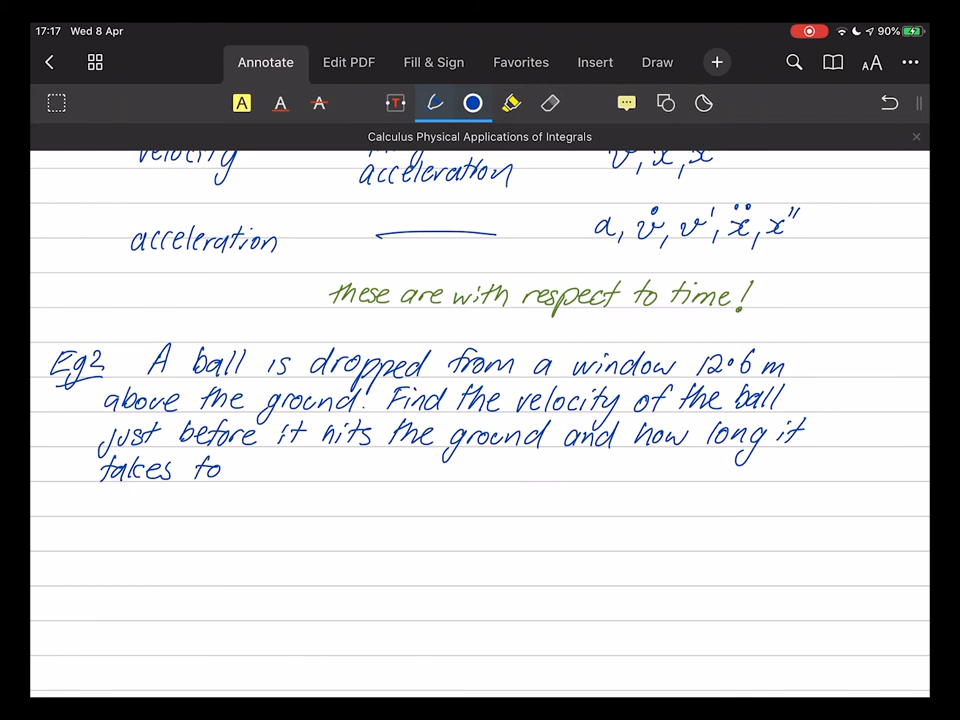 17:17 Wed 8 Apr 90%
Annotate Edit PDF Fill & Sign Favorites Insert Draw
Calculus Physical Applications of Integrals
velocity
acceleration v, ẋ, x'
acceleration a, v̇, v', ẍ, x"
these are with respect to time!
Eg2 A ball is dropped from a window 12.6 m
above the ground. Find the velocity of the ball
just before it hits the ground and how long it
takes to